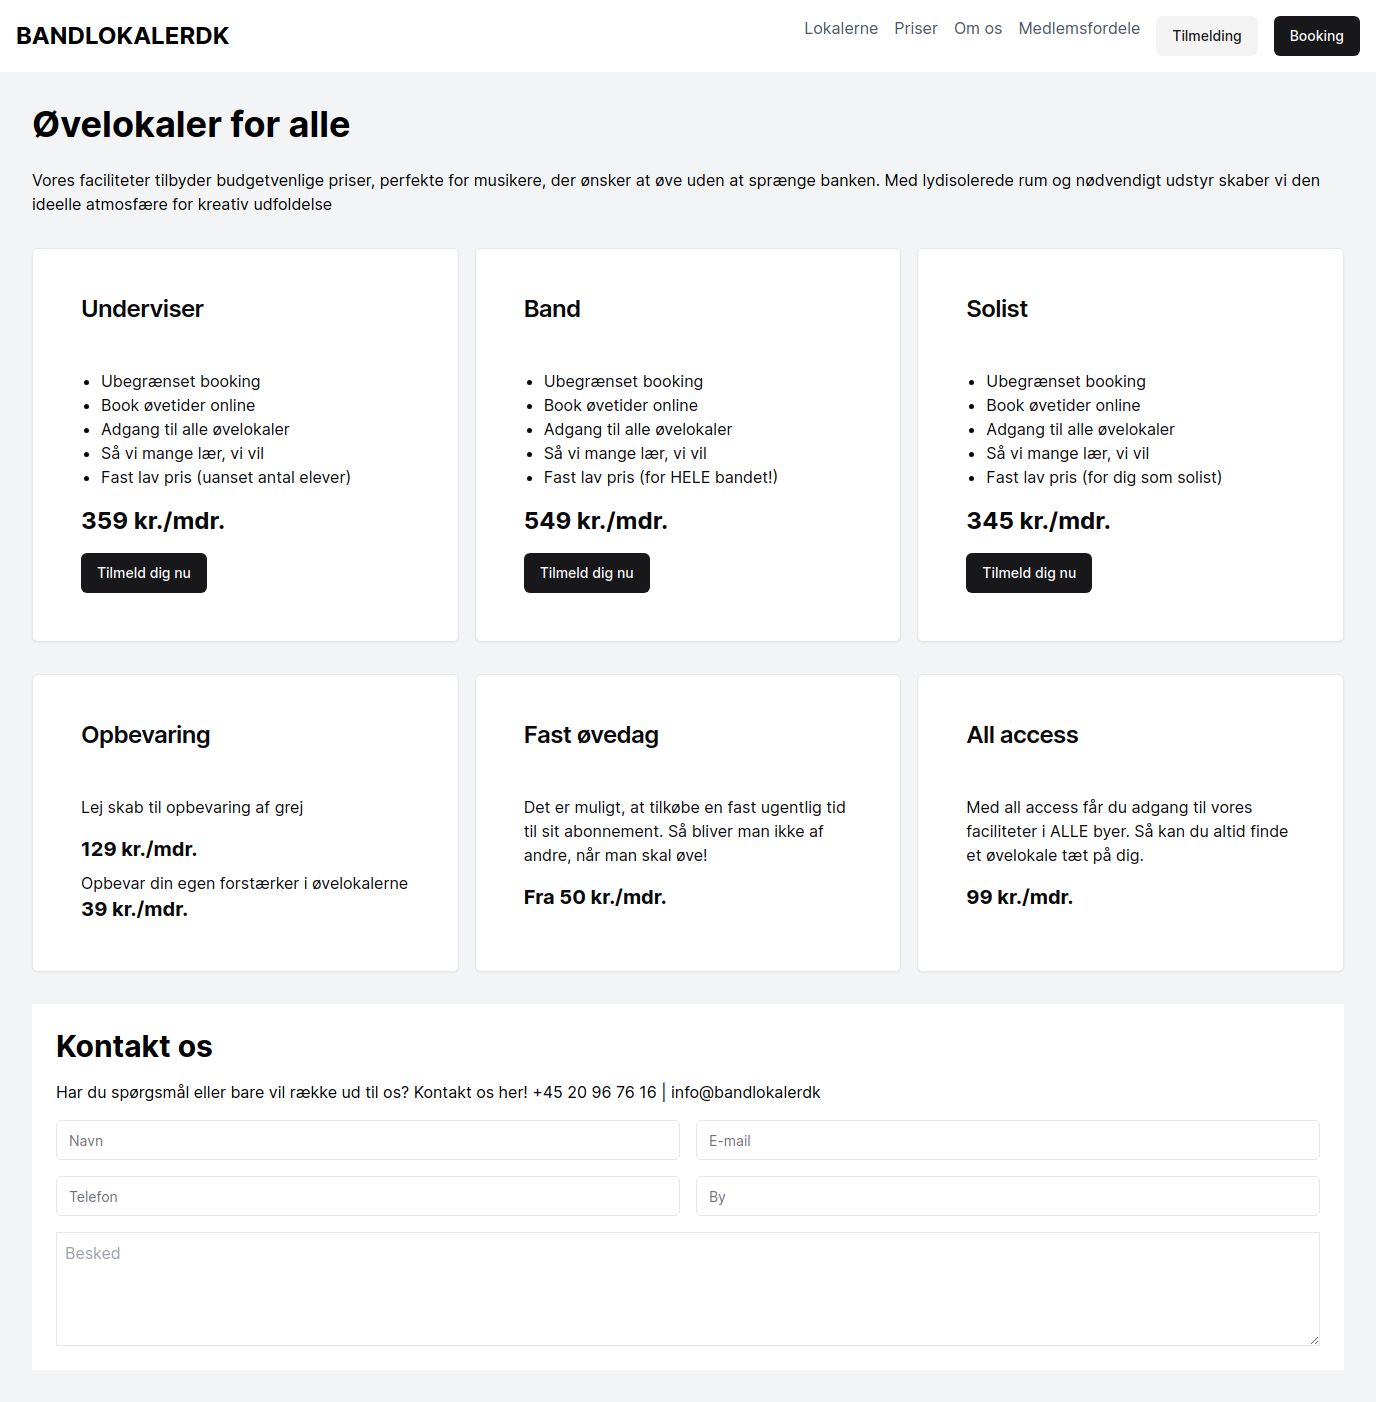 BANDLOKALERDK
Lokalerne Priser Om os Medlemsfordele Tilmelding Booking
Øvelokaler for alle
Vores faciliteter tilbyder budgetvenlige priser, perfekte for musikere, der ønsker at øve uden at sprænge banken. Med lydisolerede rum og nødvendigt udstyr skaber vi den
ideelle atmosfære for kreativ udfoldelse
Underviser
Ubegrænset booking
Book øvetider online
Adgang til alle øvelokaler
Så vi mange lær, vi vil
Fast lav pris (uanset antal elever)
359 kr./mdr.
Tilmeld dig nu
Band
Ubegrænset booking
Book øvetider online
Adgang til alle øvelokaler
Så vi mange lær, vi vil
Fast lav pris (for HELE bandet!)
549 kr./mdr.
Tilmeld dig nu
Solist
Ubegrænset booking
Book øvetider online
Adgang til alle øvelokaler
Så vi mange lær, vi vil
Fast lav pris (for dig som solist)
345 kr./mdr.
Tilmeld dig nu
Opbevaring
Lej skab til opbevaring af grej
129 kr./mdr.
Opbevar din egen forstærker i øvelokalerne
39 kr./mdr.
Fast øvedag
Det er muligt, at tilkøbe en fast ugentlig tid
til sit abonnement. Så bliver man ikke af
andre, når man skal øve!
Fra 50 kr./mdr.
All access
Med all access får du adgang til vores
faciliteter i ALLE byer. Så kan du altid finde
et øvelokale tæt på dig.
99 kr./mdr.
Kontakt os
Har du spørgsmål eller bare vil række ud til os? Kontakt os her! +45 20 96 76 16 | info@bandlokalerdk
Navn
E-mail
Telefon
By
Besked